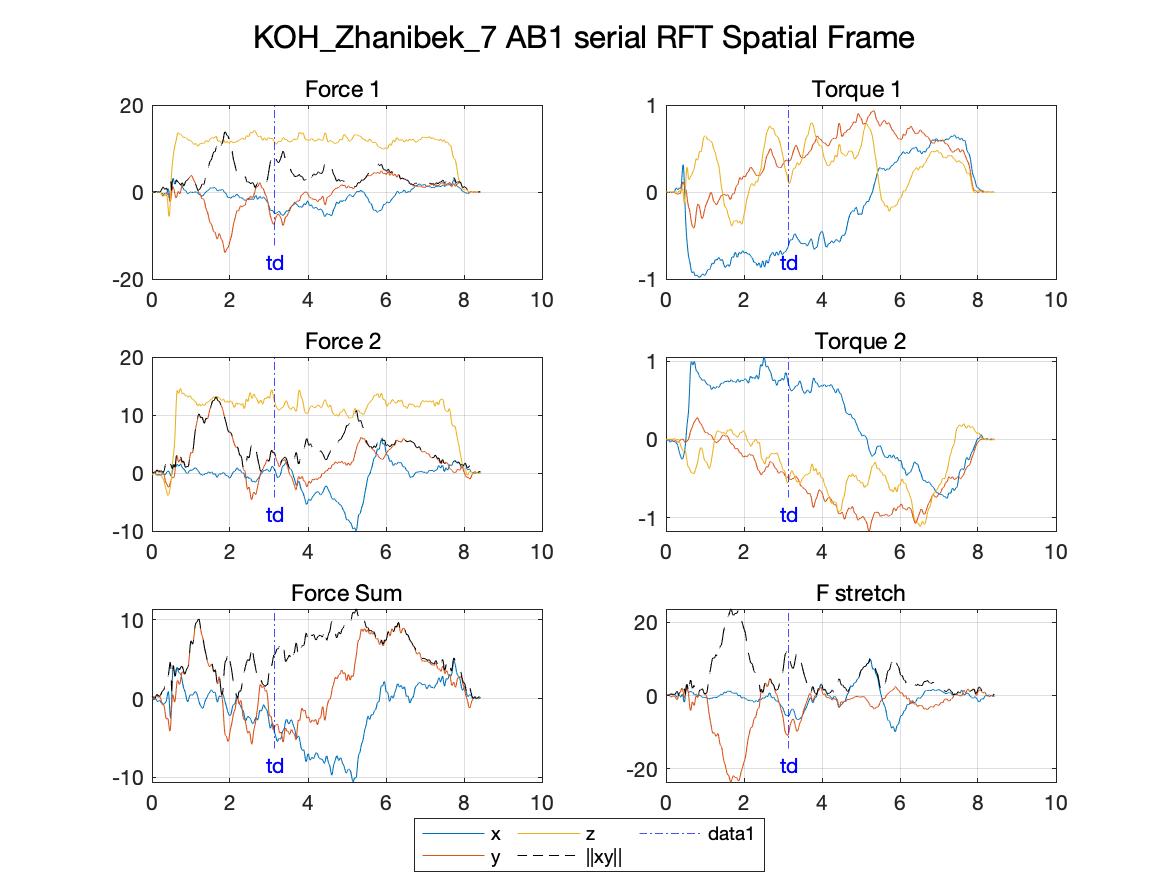 KOH_Zhanibek_7 AB1 serial RFT Spatial Frame
Force 1
20
0
-20
td
0 2 4 6 8 10
Torque 1
1
0
-1
td
0 2 4 6 8 10
Force 2
20
10
0
-10
td
0 2 4 6 8 10
Torque 2
1
0
-1
td
0 2 4 6 8 10
Force Sum
10
0
-10
td
0 2 4 6 8 10
F stretch
20
0
-20
td
0 2 4 6 8 10
x z data1
y ||xy||